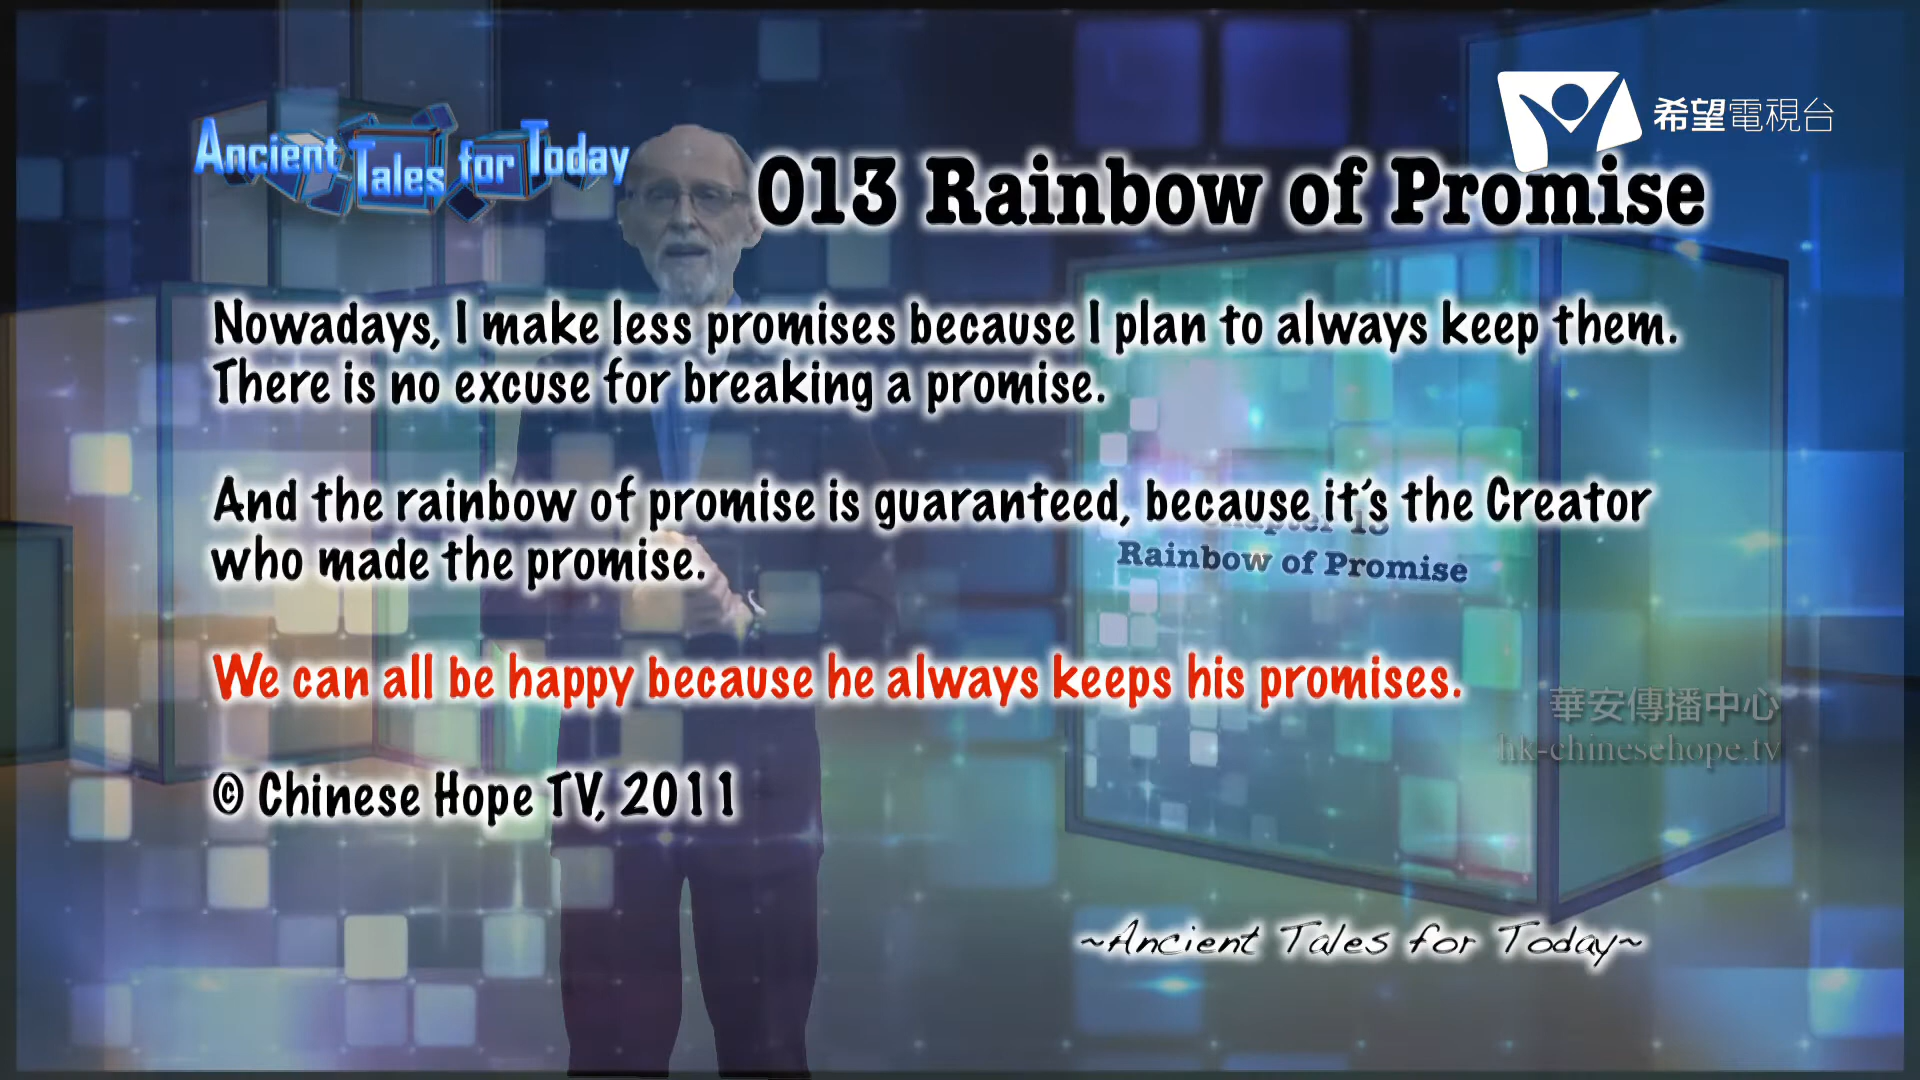 希望電視台
Ancient Tales for Today
013 Rainbow of Promise
Nowadays, I make less promises because I plan to always keep them.
There is no excuse for breaking a promise.
And the rainbow of promise is guaranteed, because it's the Creator
who made the promise.
Chapter 13
Rainbow of Promise
We can all be happy because he always keeps his promises.
華安傳播中心
hk-chinesehope.tv
© Chinese Hope TV, 2011
~Ancient Tales for Today~